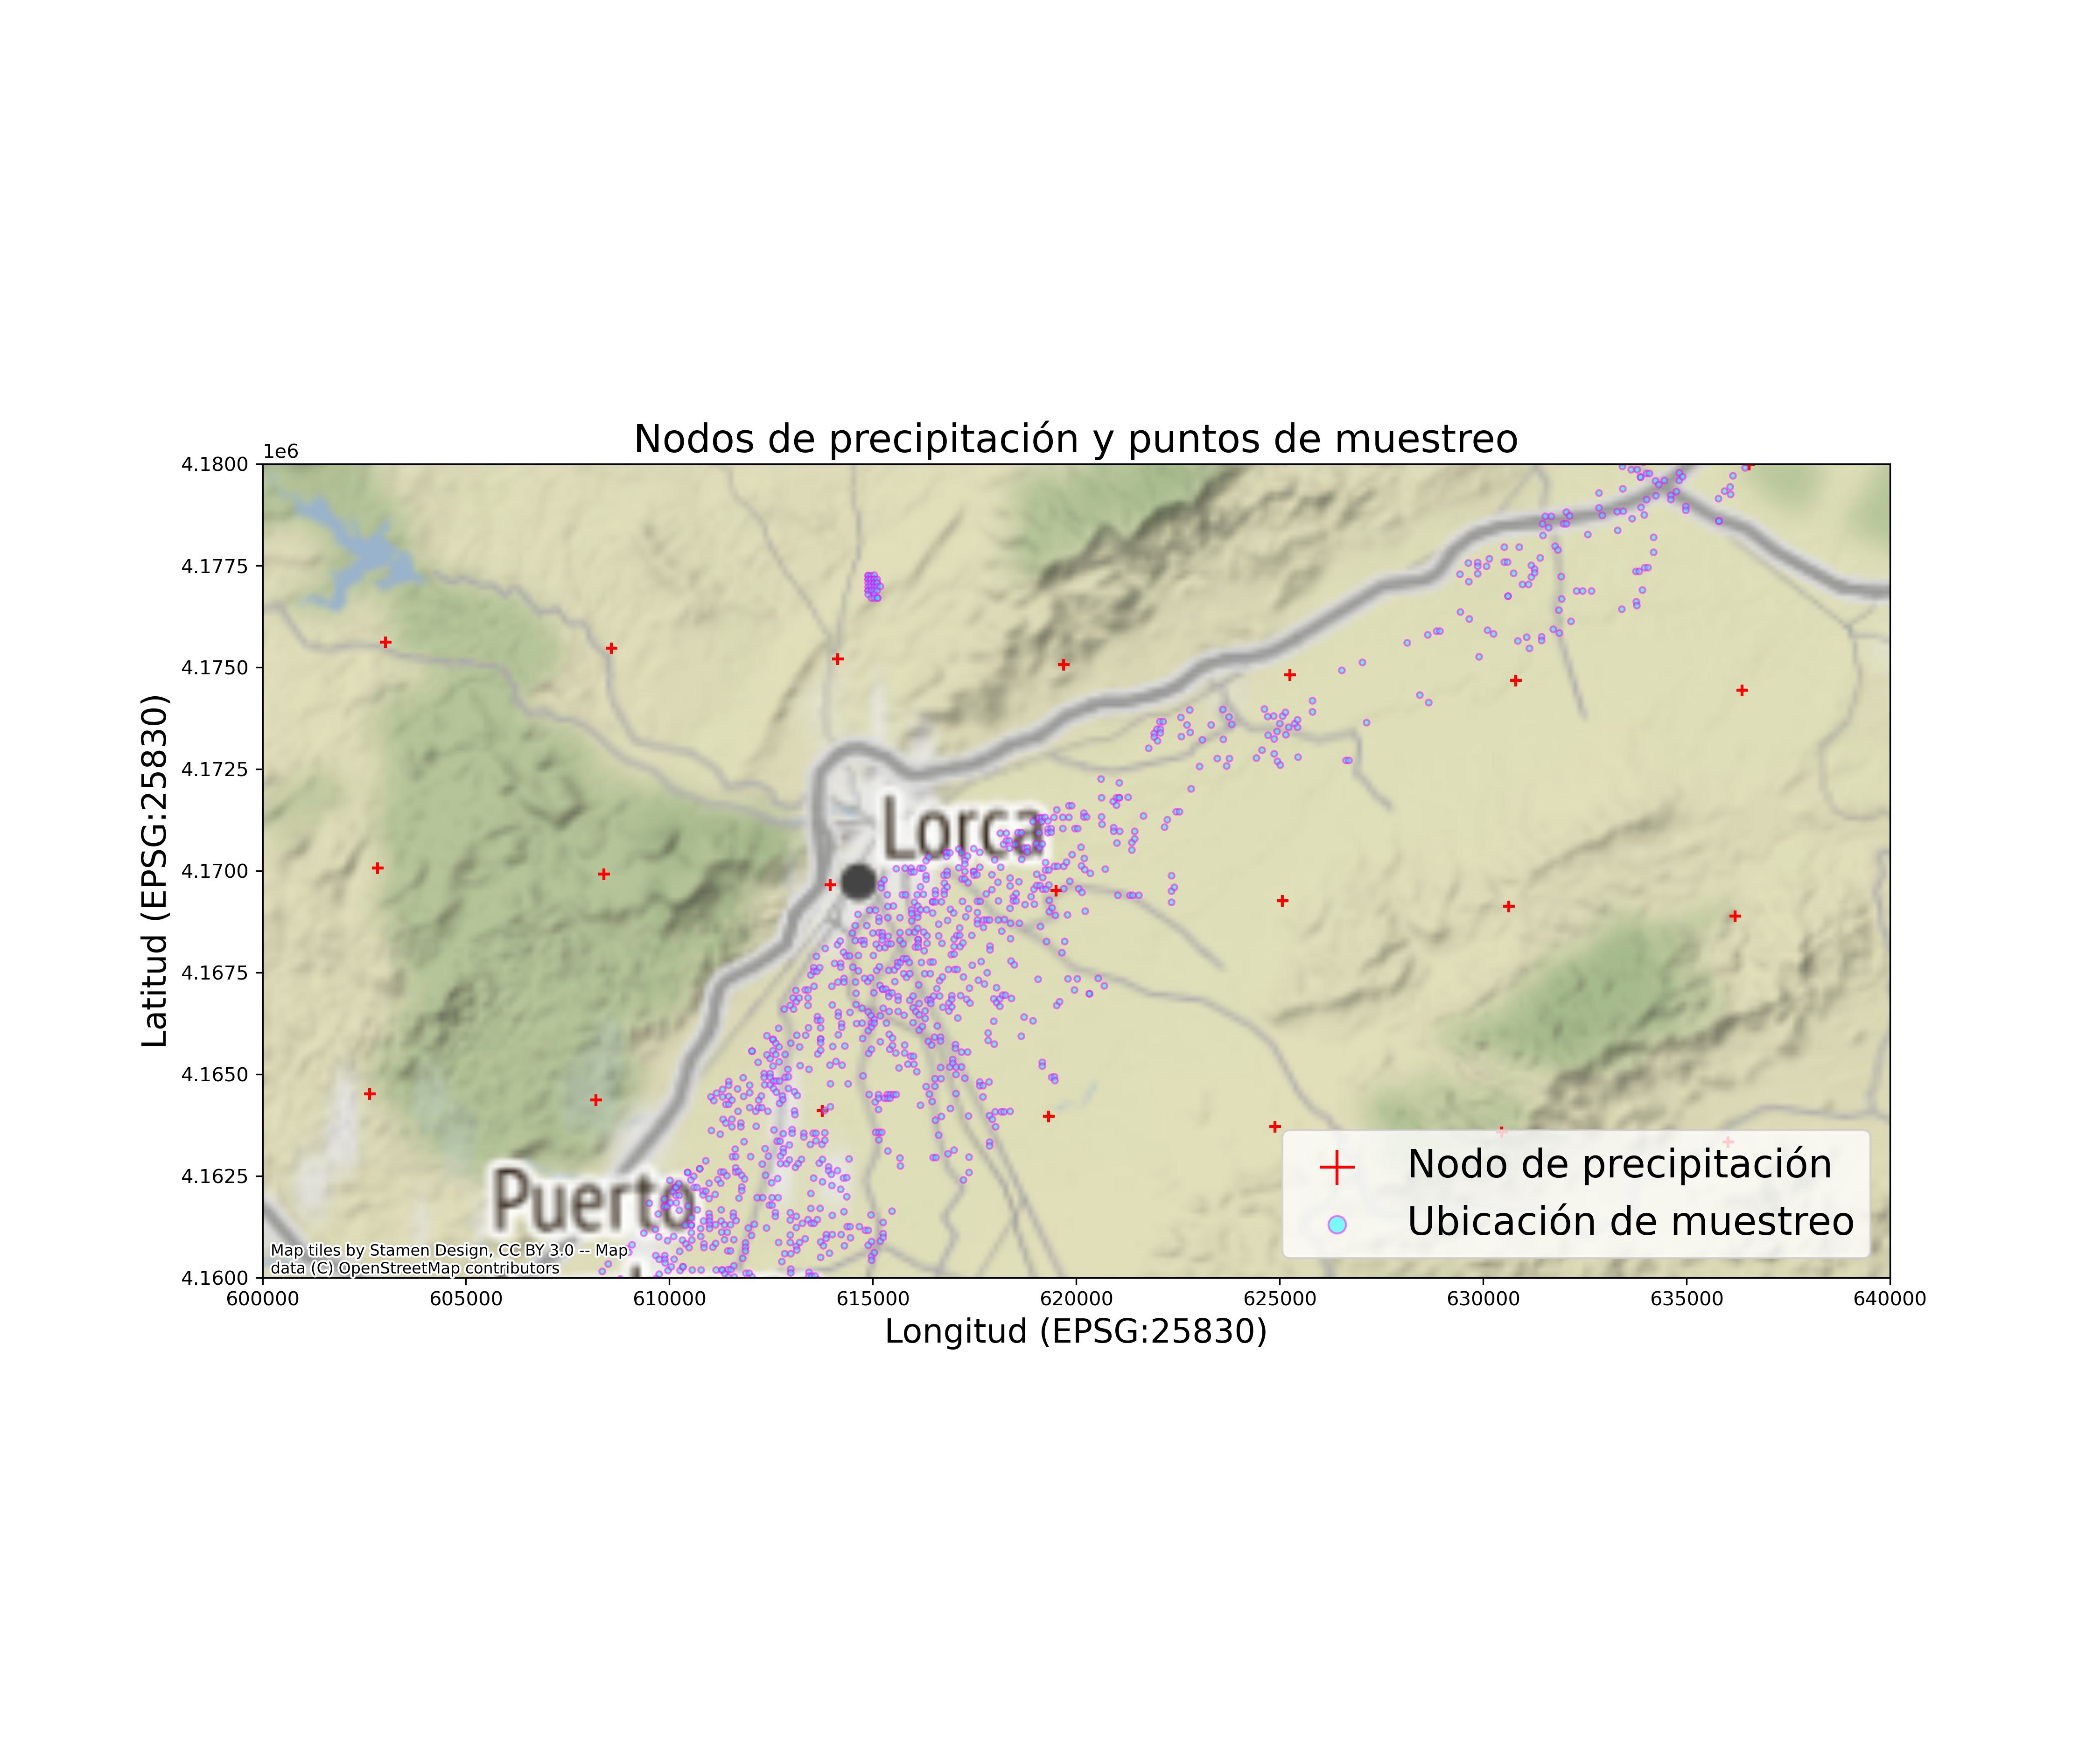 Nodos de precipitación y puntos de muestreo
1e6
4.1800
4.1775
4.1750
4.1725
4.1700
4.1675
4.1650
4.1625
4.1600
Latitud (EPSG:25830)
Lorca
Puerto
Nodo de precipitación
Ubicación de muestreo
Map tiles by Stamen Design, CC BY 3.0 -- Map
data (C) OpenStreetMap contributors
600000 605000 610000 615000 620000 625000 630000 635000 640000
Longitud (EPSG:25830)